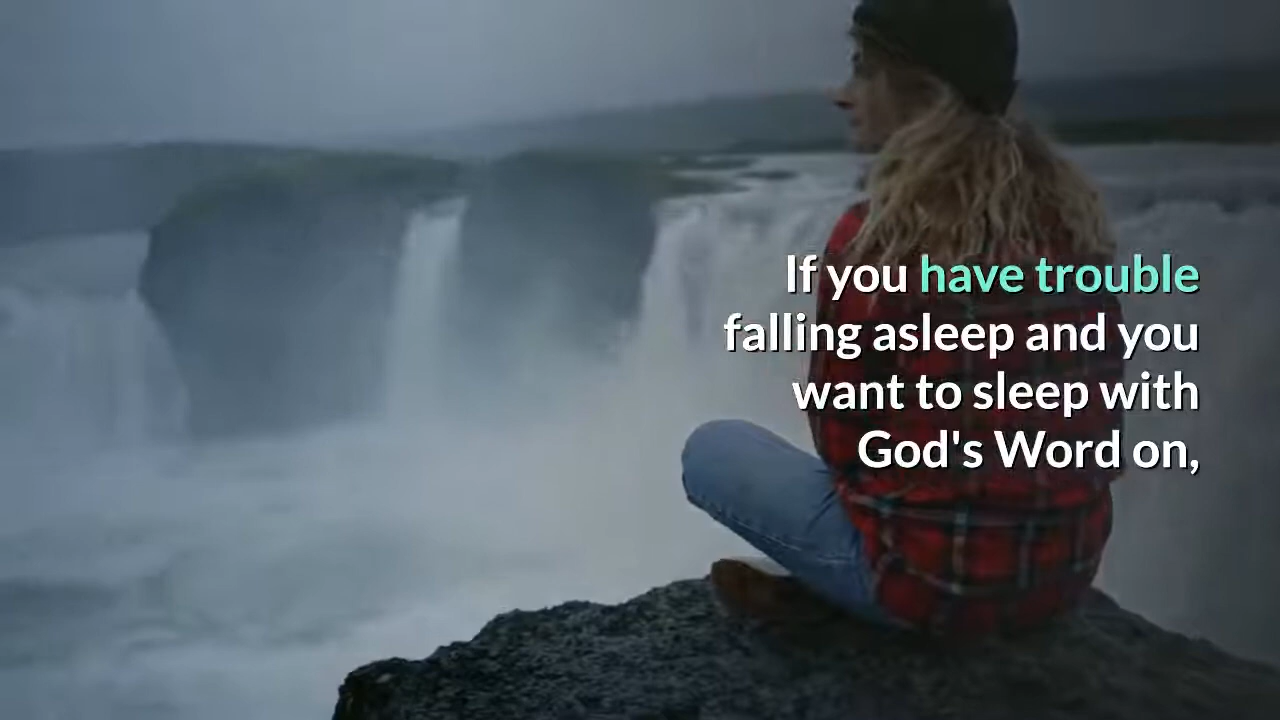 If you have trouble
falling asleep and you
want to sleep with
God's Word on,